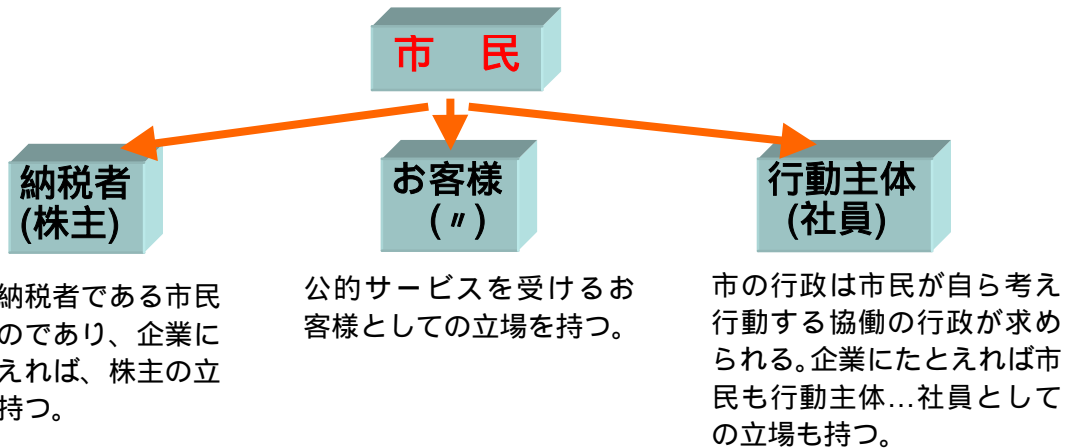 市　民
納税者
(株主)
お客様
(〃)
行動主体
(社員)
納税者である市民
のであり、企業に
えれば、株主の立
持つ。
公的サービスを受けるお
客様としての立場を持つ。
市の行政は市民が自ら考え
行動する協働の行政が求め
られる。企業にたとえれば市
民も行動主体…社員として
の立場も持つ。